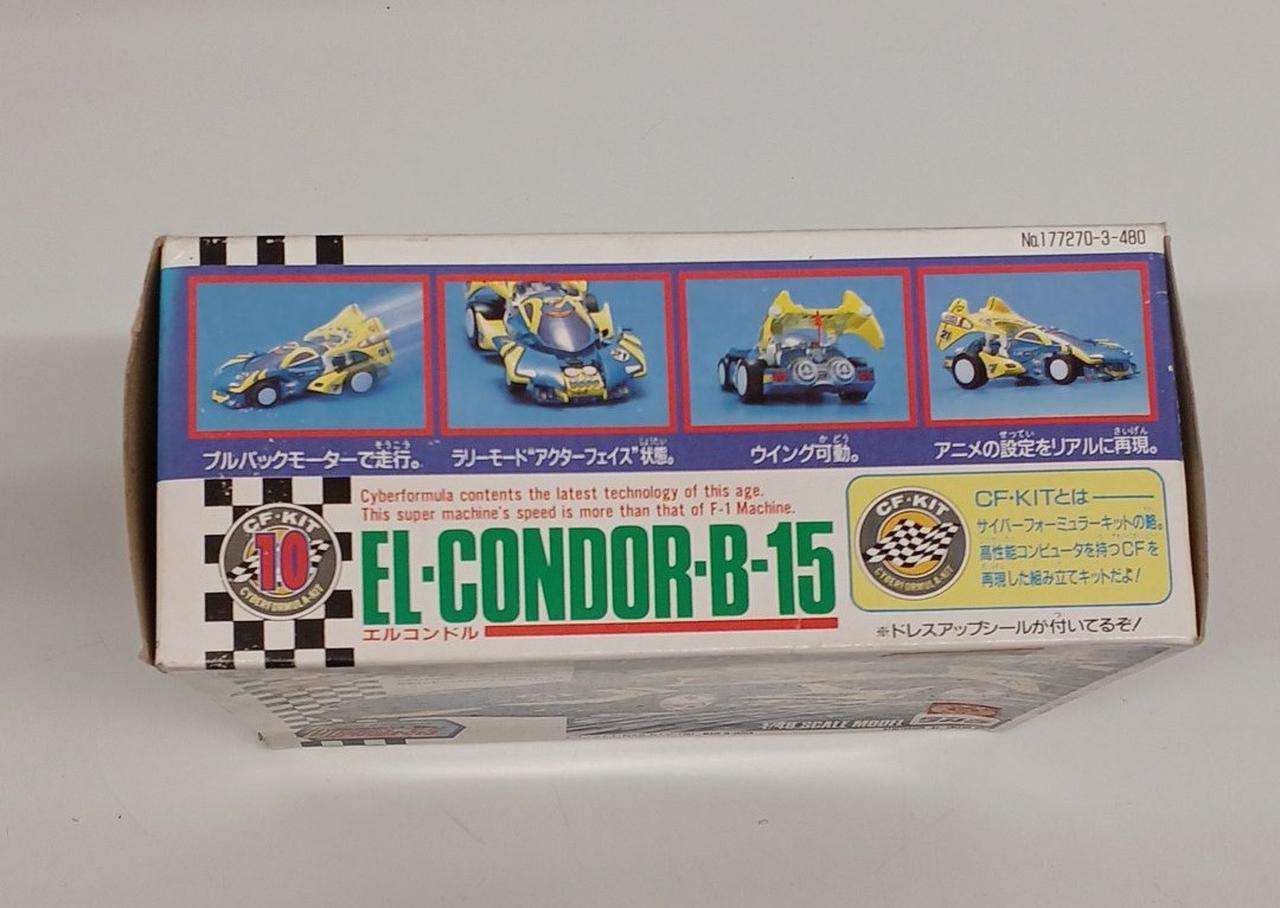 No.177270-3-480
プルバックモーターで走行。
ラリーモード"アクターフェイス"状態。
ウイング可動。
アニメの設定をリアルに再現。
CF・KIT
10
CYBERFORMULA-KIT
Cyberformula contents the latest technology of this age.
This super machine's speed is more than that of F-1 Machine.
EL・CONDOR・B-15
エルコンドル
CF・KIT
CYBERFORMULA-KIT
CF・KITとは
サイバーフォーミュラーキットの略。
高性能コンピュータを持つCFを
再現した組み立てキットだよ!
※ドレスアップシールが付いてるぞ!
1/48 SCALE MODEL